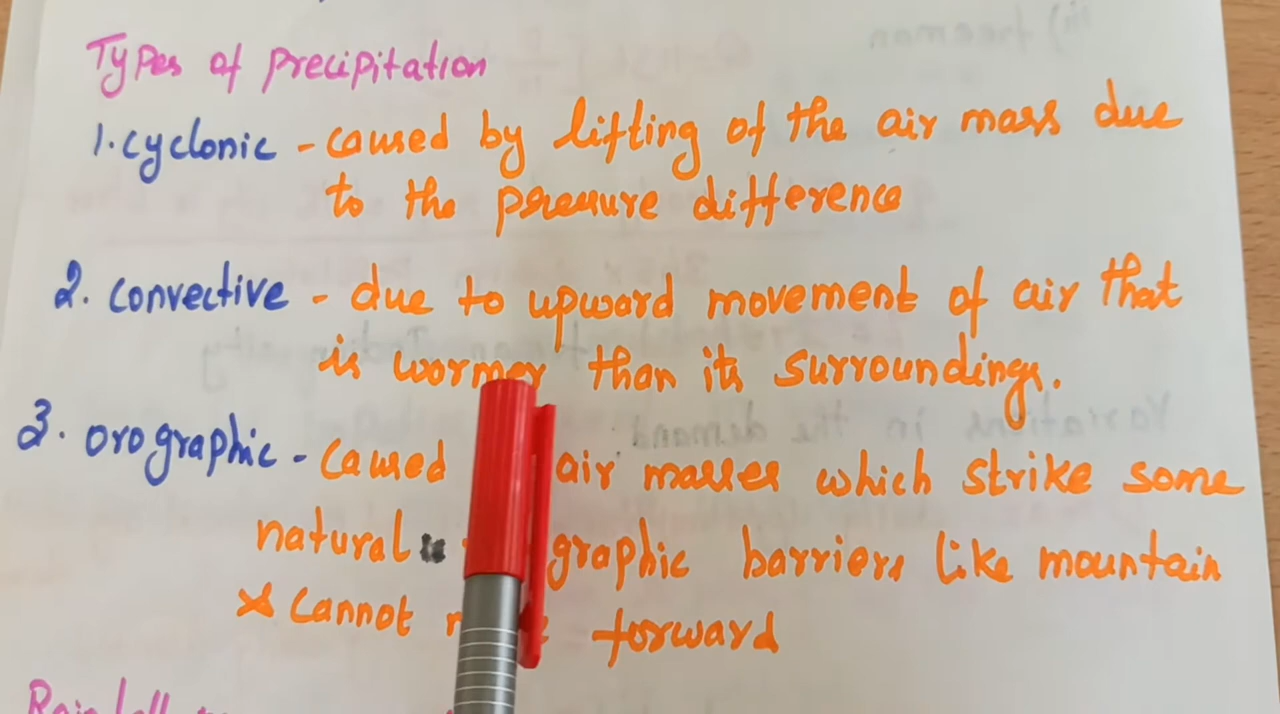 Types of precipitation
1. cyclonic - caused by lifting of the air mass due
to the pressure difference
2. convective - due to upward movement of air that
is wormer than its surroundings.
3. orographic - Caused air masses which strike some
natural graphic barriers like mountain
x Cannot forward